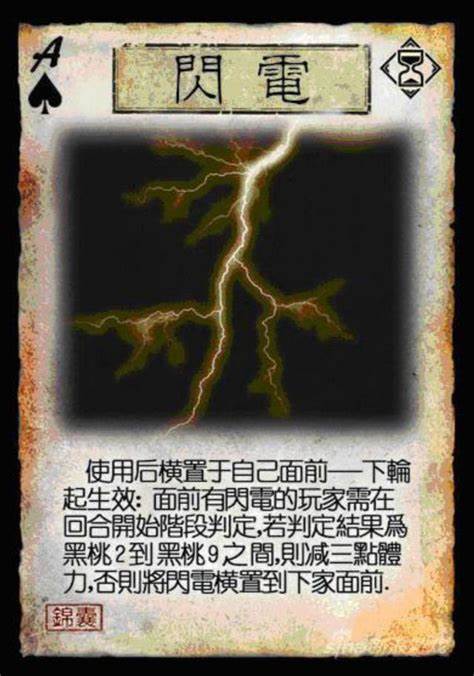 A
閃電
使用后橫置于自己面前——下輪
起生效: 面前有閃電的玩家需在
回合開始階段判定,若判定結果爲
黑桃2到黑桃9之間,則减三點體
力,否則將閃電橫置到下家面前.
錦囊